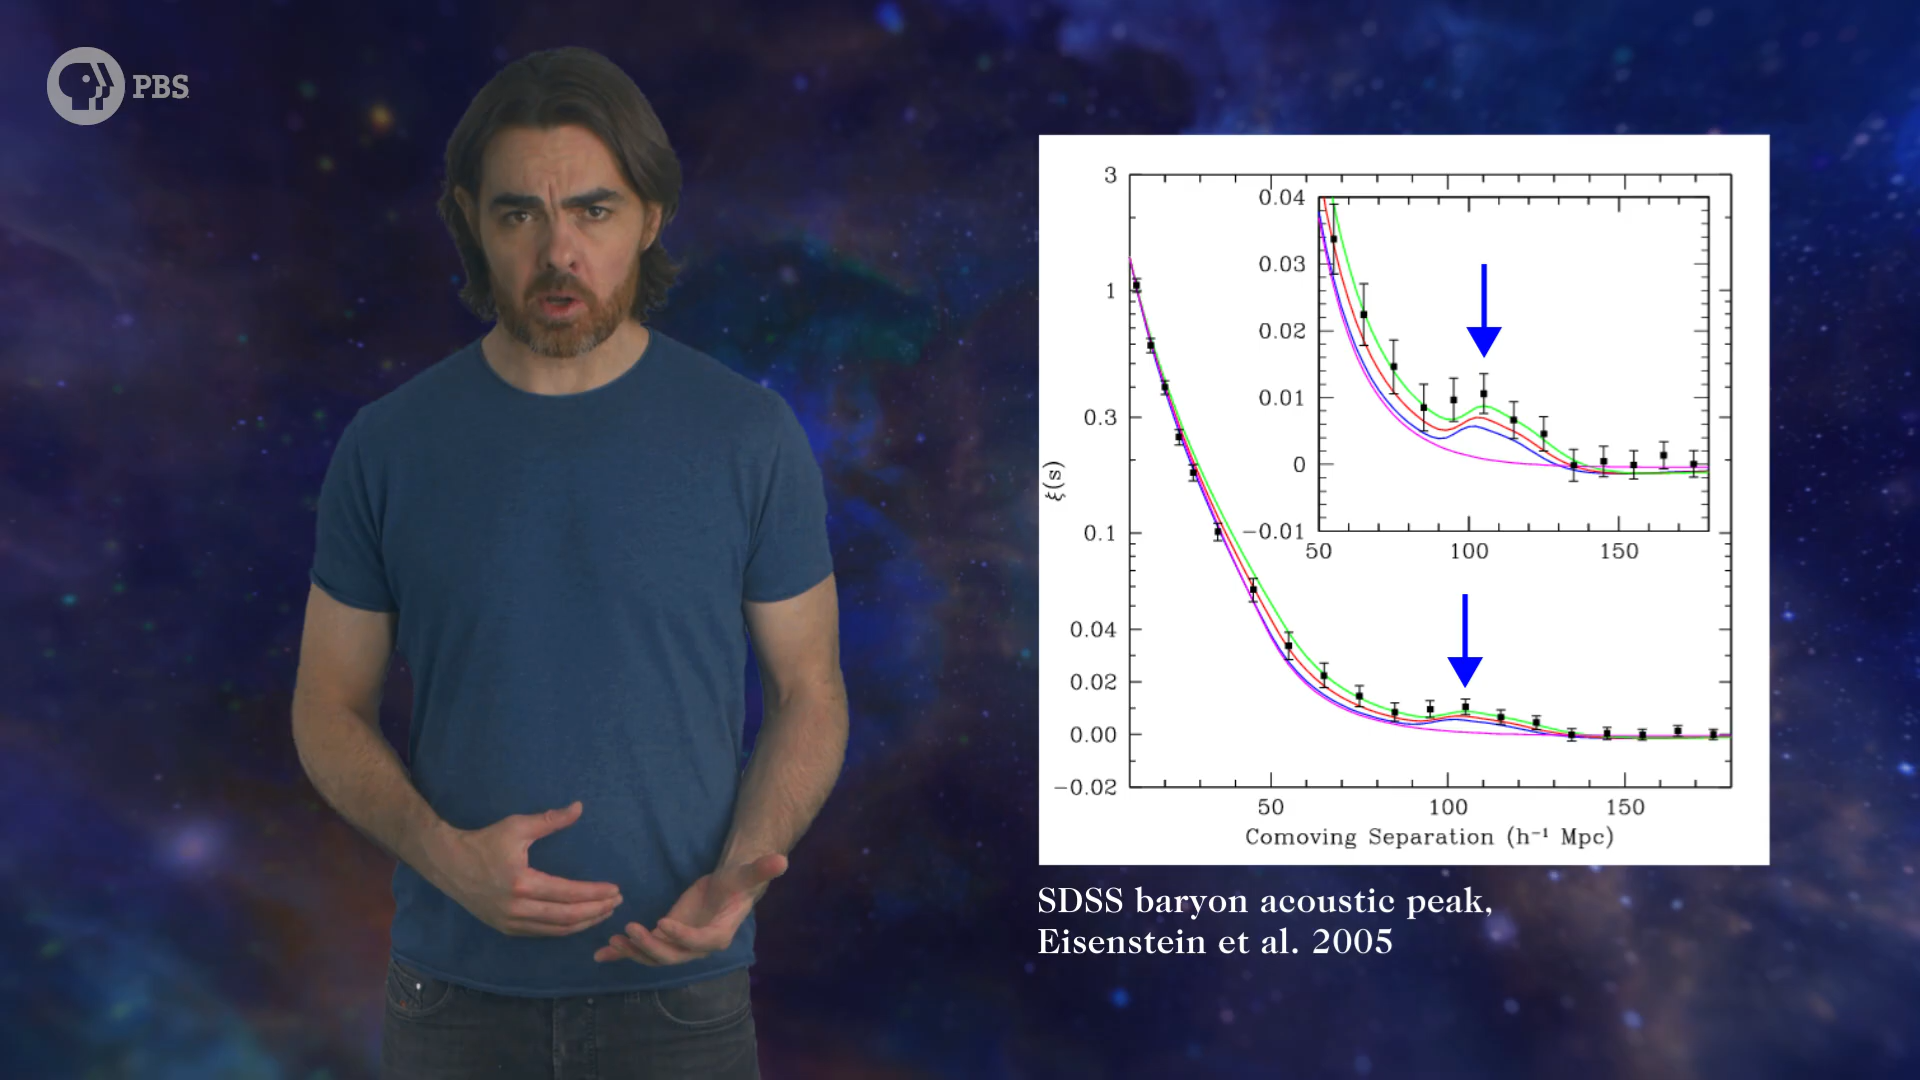 PBS
3
1
0.3
0.1
0.04
0.02
0.00
−0.02
ξ(s)
0.04
0.03
0.02
0.01
0
−0.01
50 100 150
50 100 150
Comoving Separation (h⁻¹ Mpc)
SDSS baryon acoustic peak,
Eisenstein et al. 2005